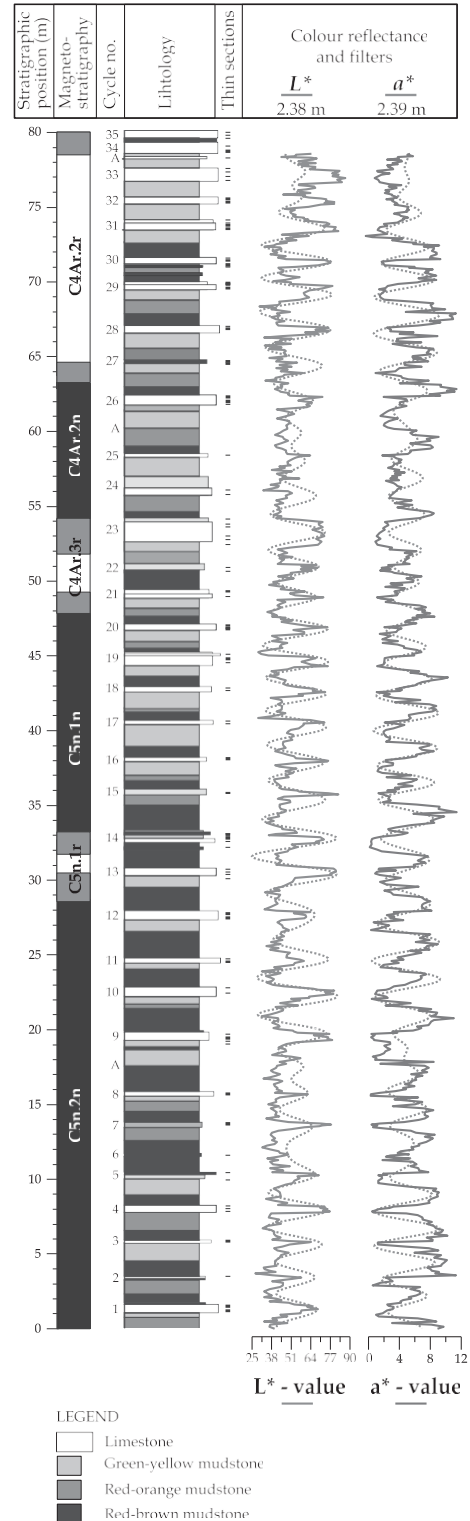 Stratigraphic position (m)
Magneto-stratigraphy
Cycle no.
Lihtology
Thin sections
Colour reflectance
and filters
L* a*
2.38 m 2.39 m
80
75
70
65
60
55
50
45
40
35
30
25
20
15
10
5
0
C4Ar.2r
C4Ar.2n
C4Ar.3r
C5n.1n
C5n.1r
C5n.2n
35
34
A
33
32
31
30
29
28
27
26
A
25
24
23
22
21
20
19
18
17
16
15
14
13
12
11
10
9
A
8
7
6
5
4
3
2
1
25 38 51 64 77 90 0 4 8 12
L* - value a* - value
LEGEND
Limestone
Green-yellow mudstone
Red-orange mudstone
Red-brown mudstone